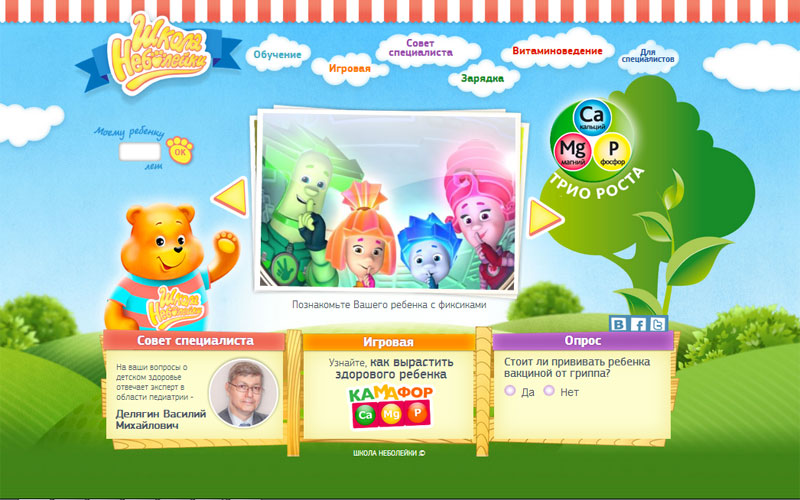 Школа
Неболейки
Обучение
Игровая
Совет
специалиста
Зарядка
Витаминоведение
Для
специалистов
Моему ребенку
ОК
лет
Ca
кальций
Mg
магний
P
фосфор
ТРИО РОСТА
Школа
Неболейки
Познакомьте Вашего ребенка с фиксиками
B f t
Совет специалиста
На ваши вопросы о
детском здоровье
отвечает эксперт в
области педиатрии -
Делягин Василий
Михайлович
Игровая
Узнайте, как вырастить
здорового ребенка
КАМАФОР
Ca Mg P
Опрос
Стоит ли прививать ребенка
вакциной от гриппа?
Да Нет
ШКОЛА НЕБОЛЕЙКИ ©